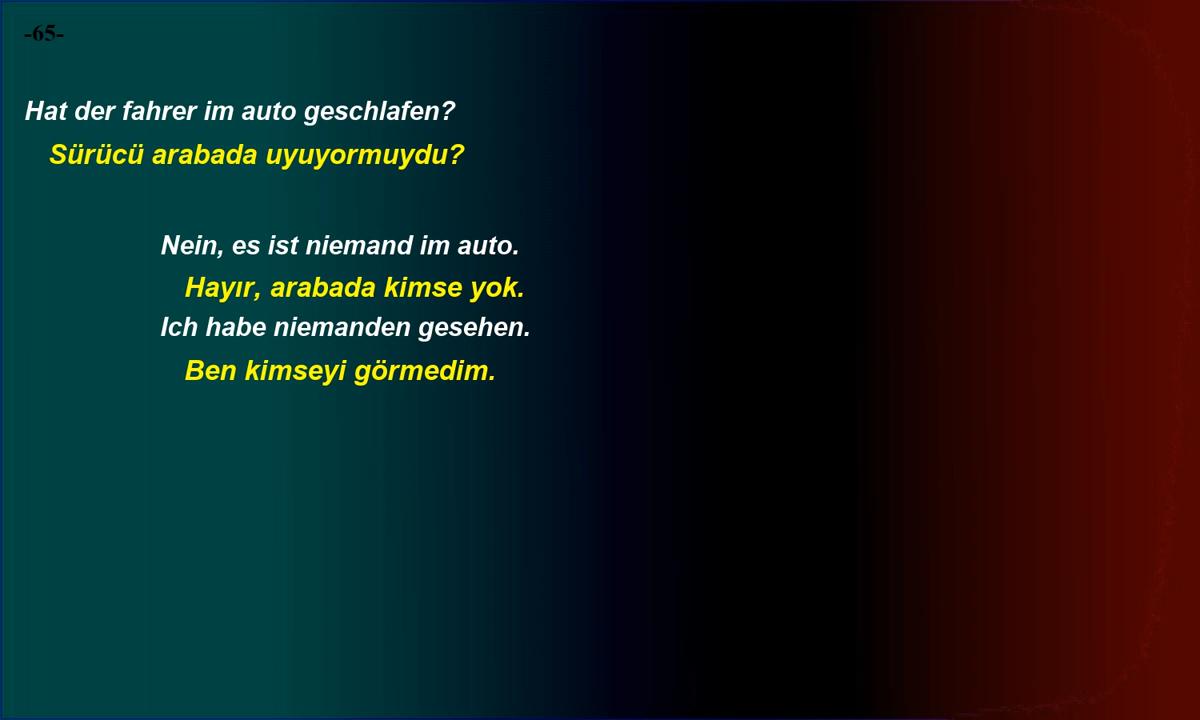 -65-
Hat der fahrer im auto geschlafen?
Sürücü arabada uyuyormuydu?
Nein, es ist niemand im auto.
Hayır, arabada kimse yok.
Ich habe niemanden gesehen.
Ben kimseyi görmedim.